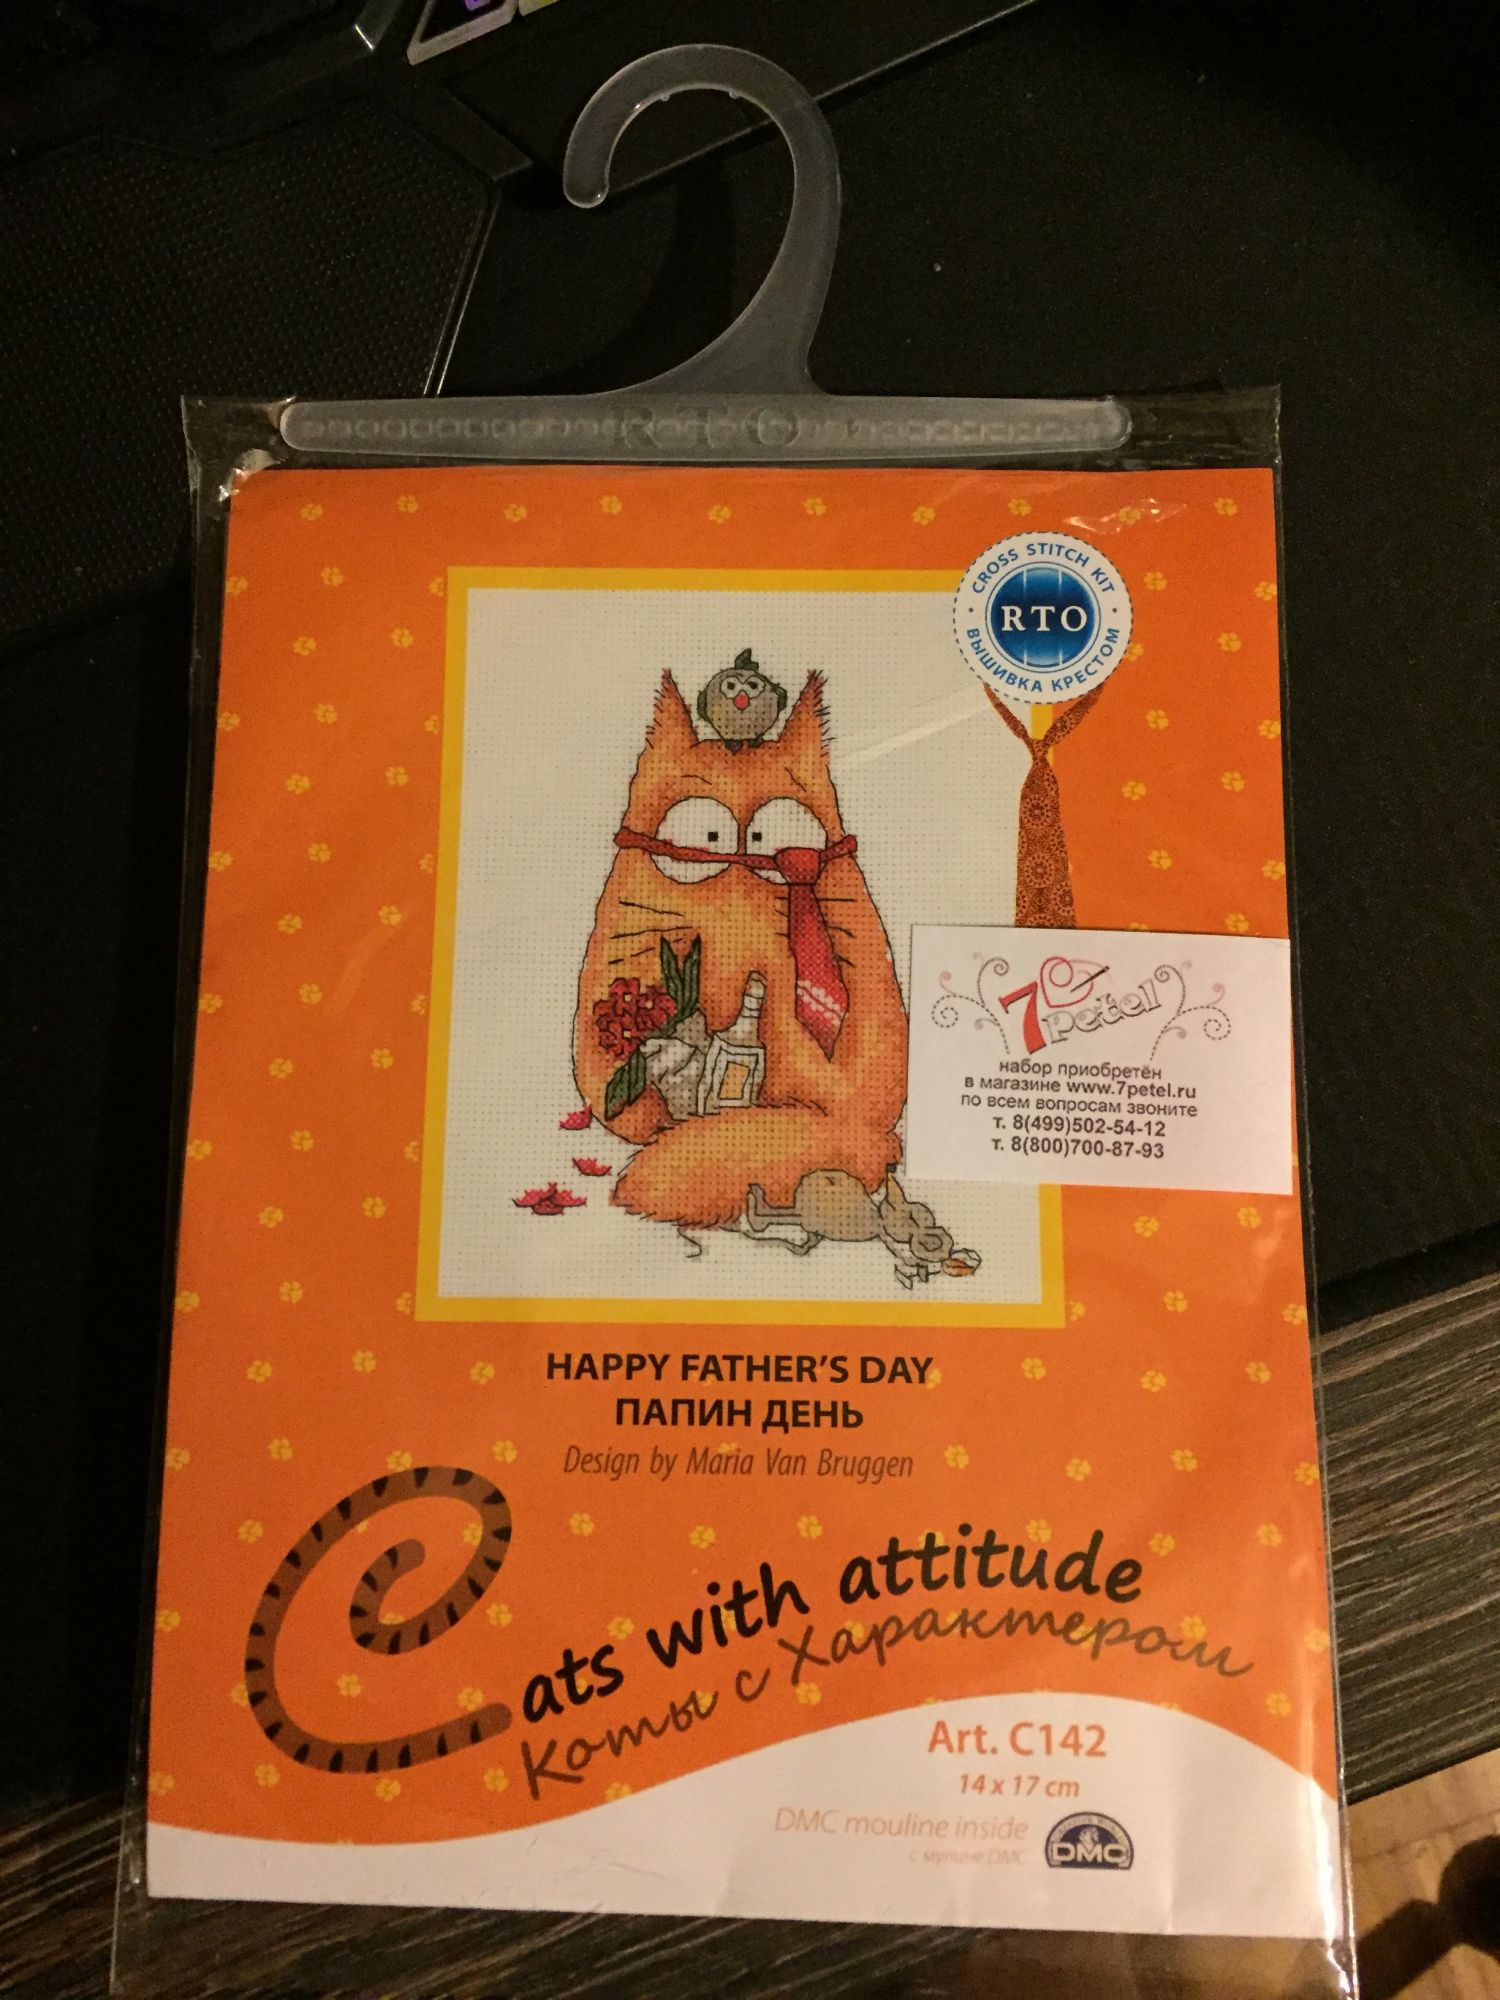 RTO
CROSS STITCH KIT
RTO
ВЫШИВКА КРЕСТОМ
7 Petel
набор приобретён
в магазине www.7petel.ru
по всем вопросам звоните
т. 8(499)502-54-12
т. 8(800)700-87-93
HAPPY FATHER'S DAY
ПАПИН ДЕНЬ
Design by Maria Van Bruggen
Cats with attitude
Коты с Характером
Art. C142
14 x 17 cm
DMC mouline inside
с мулине DMC
DMC